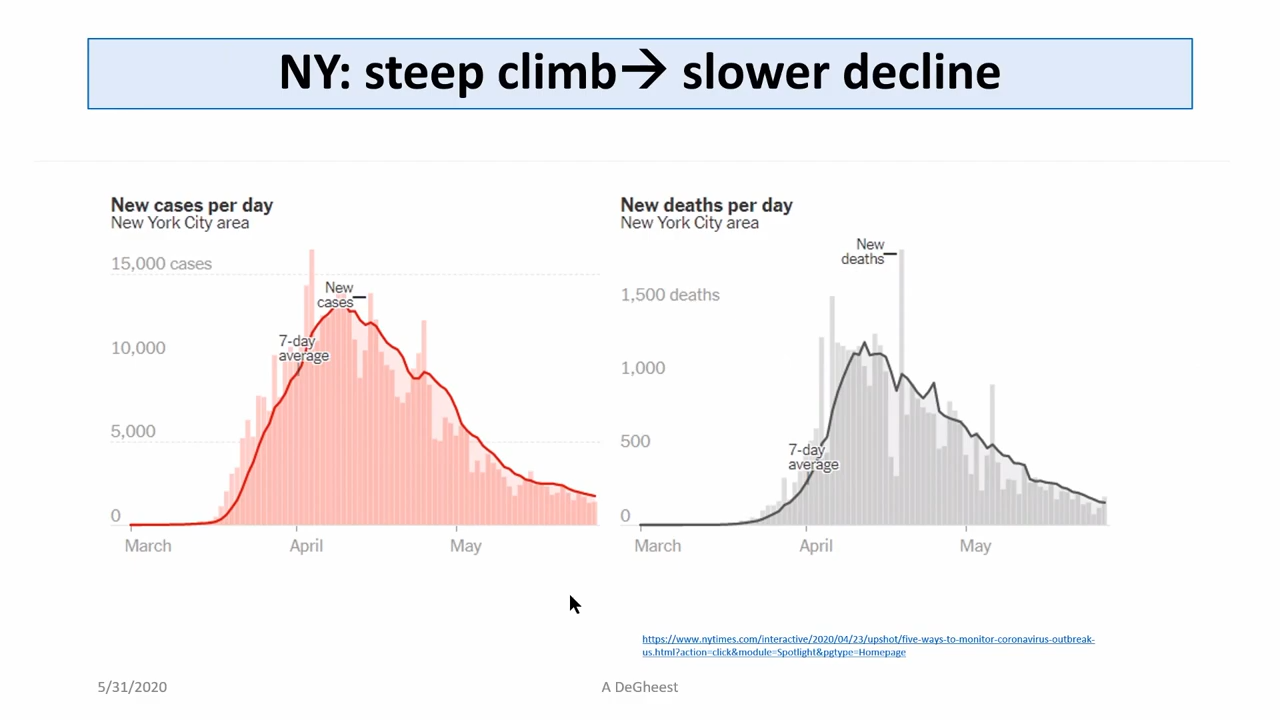 NY: steep climb→ slower decline
New cases per day
New York City area
15,000 cases
10,000
5,000
0
New
cases
7-day
average
March
April
May
New deaths per day
New York City area
1,500 deaths
1,000
500
0
New
deaths
7-day
average
March
April
May
https://www.nytimes.com/interactive/2020/04/23/upshot/five-ways-to-monitor-coronavirus-outbreak-
us.html?action=click&module=Spotlight&pgtype=Homepage
5/31/2020
A DeGheest